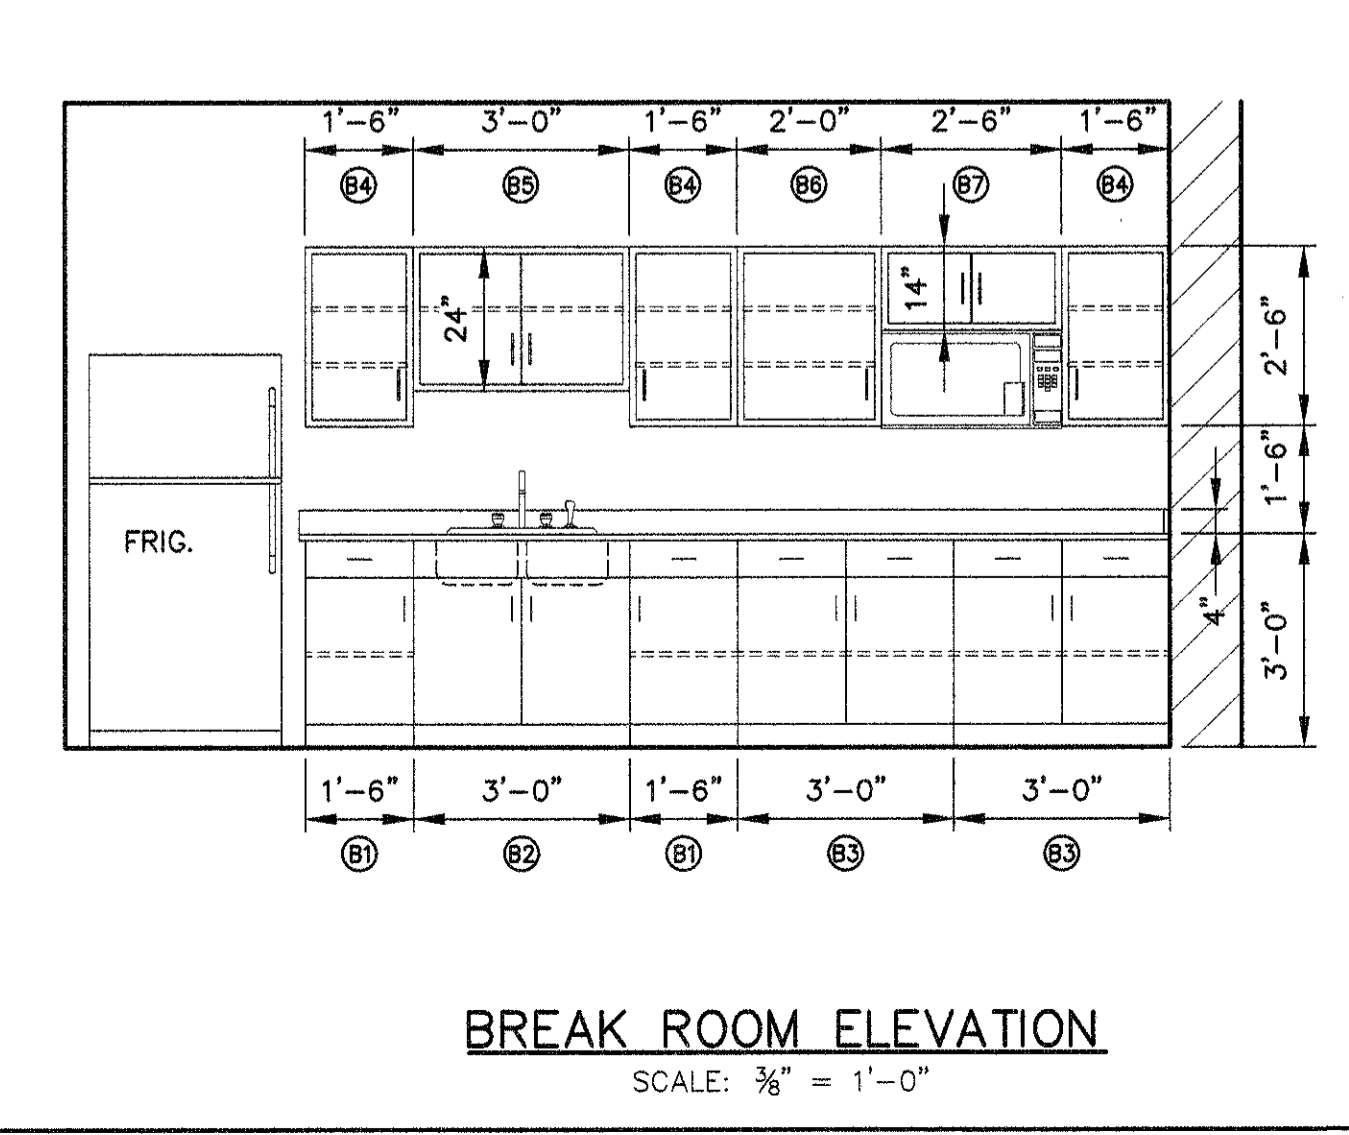 1'-6" 3'-0" 1'-6" 2'-0" 2'-6" 1'-6"
B4 B5 B4 B6 B7 B4
24"
14"
2'-6"
1'-6"
FRIG.
4"
3'-0"
1'-6" 3'-0" 1'-6" 3'-0" 3'-0"
B1 B2 B1 B3 B3
BREAK ROOM ELEVATION
SCALE: ⅜" = 1'-0"